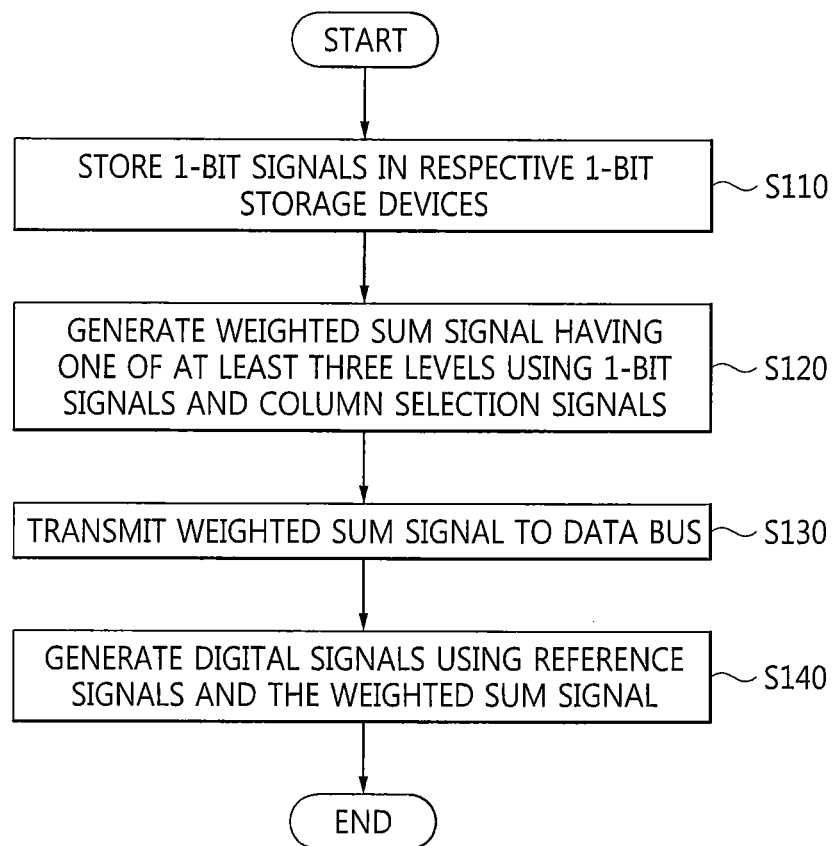 START
STORE 1-BIT SIGNALS IN RESPECTIVE 1-BIT
STORAGE DEVICES
S110
GENERATE WEIGHTED SUM SIGNAL HAVING
ONE OF AT LEAST THREE LEVELS USING 1-BIT
SIGNALS AND COLUMN SELECTION SIGNALS
S120
TRANSMIT WEIGHTED SUM SIGNAL TO DATA BUS
S130
GENERATE DIGITAL SIGNALS USING REFERENCE
SIGNALS AND THE WEIGHTED SUM SIGNAL
S140
END